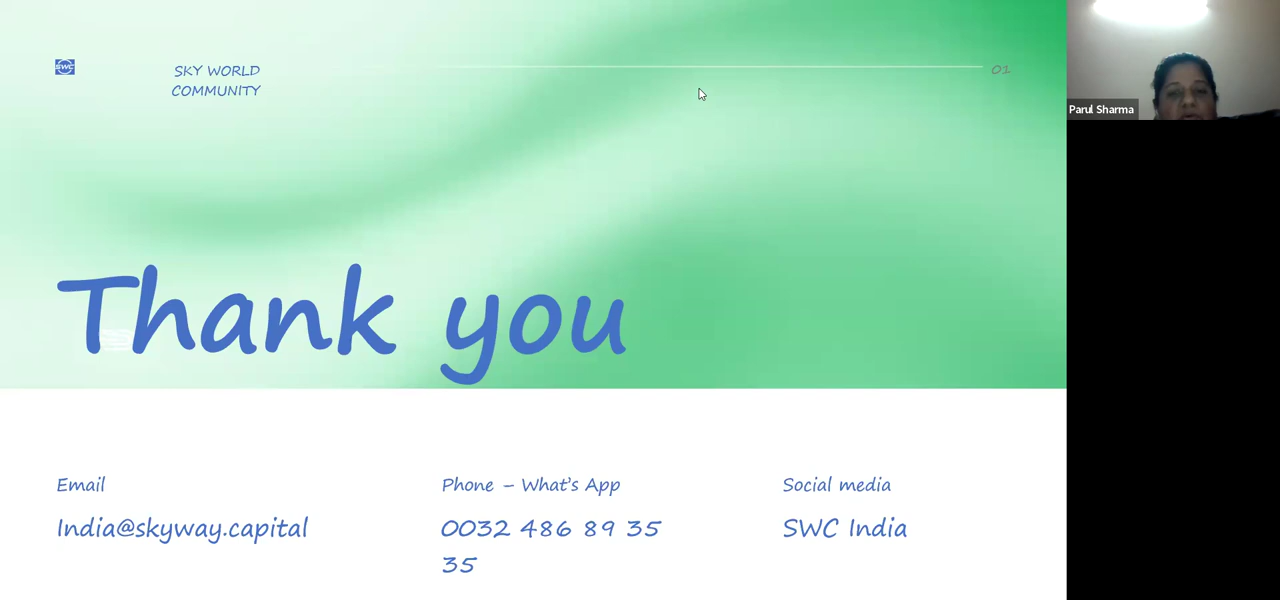 SWC
SKY WORLD
COMMUNITY
01
Parul Sharma
Thank you
Email
Phone – What's App
Social media
India@skyway.capital
0032 486 89 35
35
SWC India